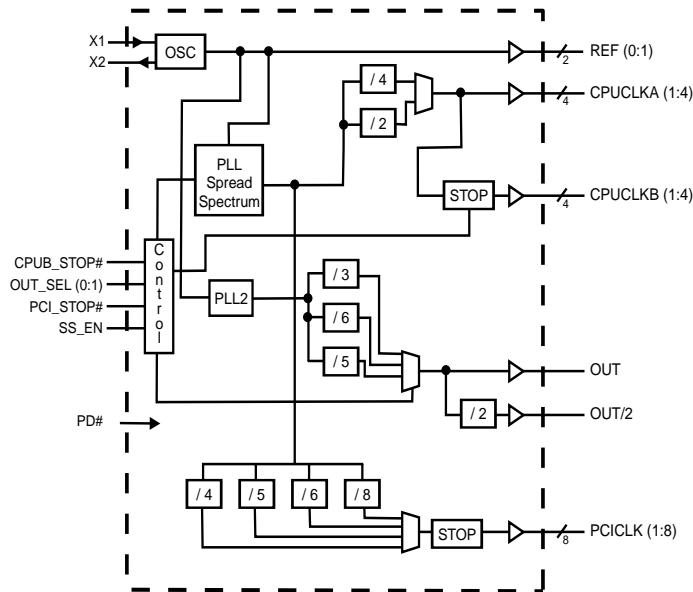 X1
X2
OSC
REF (0:1)
2
/ 4
CPUCLKA (1:4)
4
/ 2
PLL
Spread
Spectrum
STOP
CPUCLKB (1:4)
4
CPUB_STOP#
OUT_SEL (0:1)
PCI_STOP#
SS_EN
Control
PLL2
/ 3
/ 6
/ 5
OUT
/ 2
OUT/2
PD#
/ 4
/ 5
/ 6
/ 8
STOP
PCICLK (1:8)
8